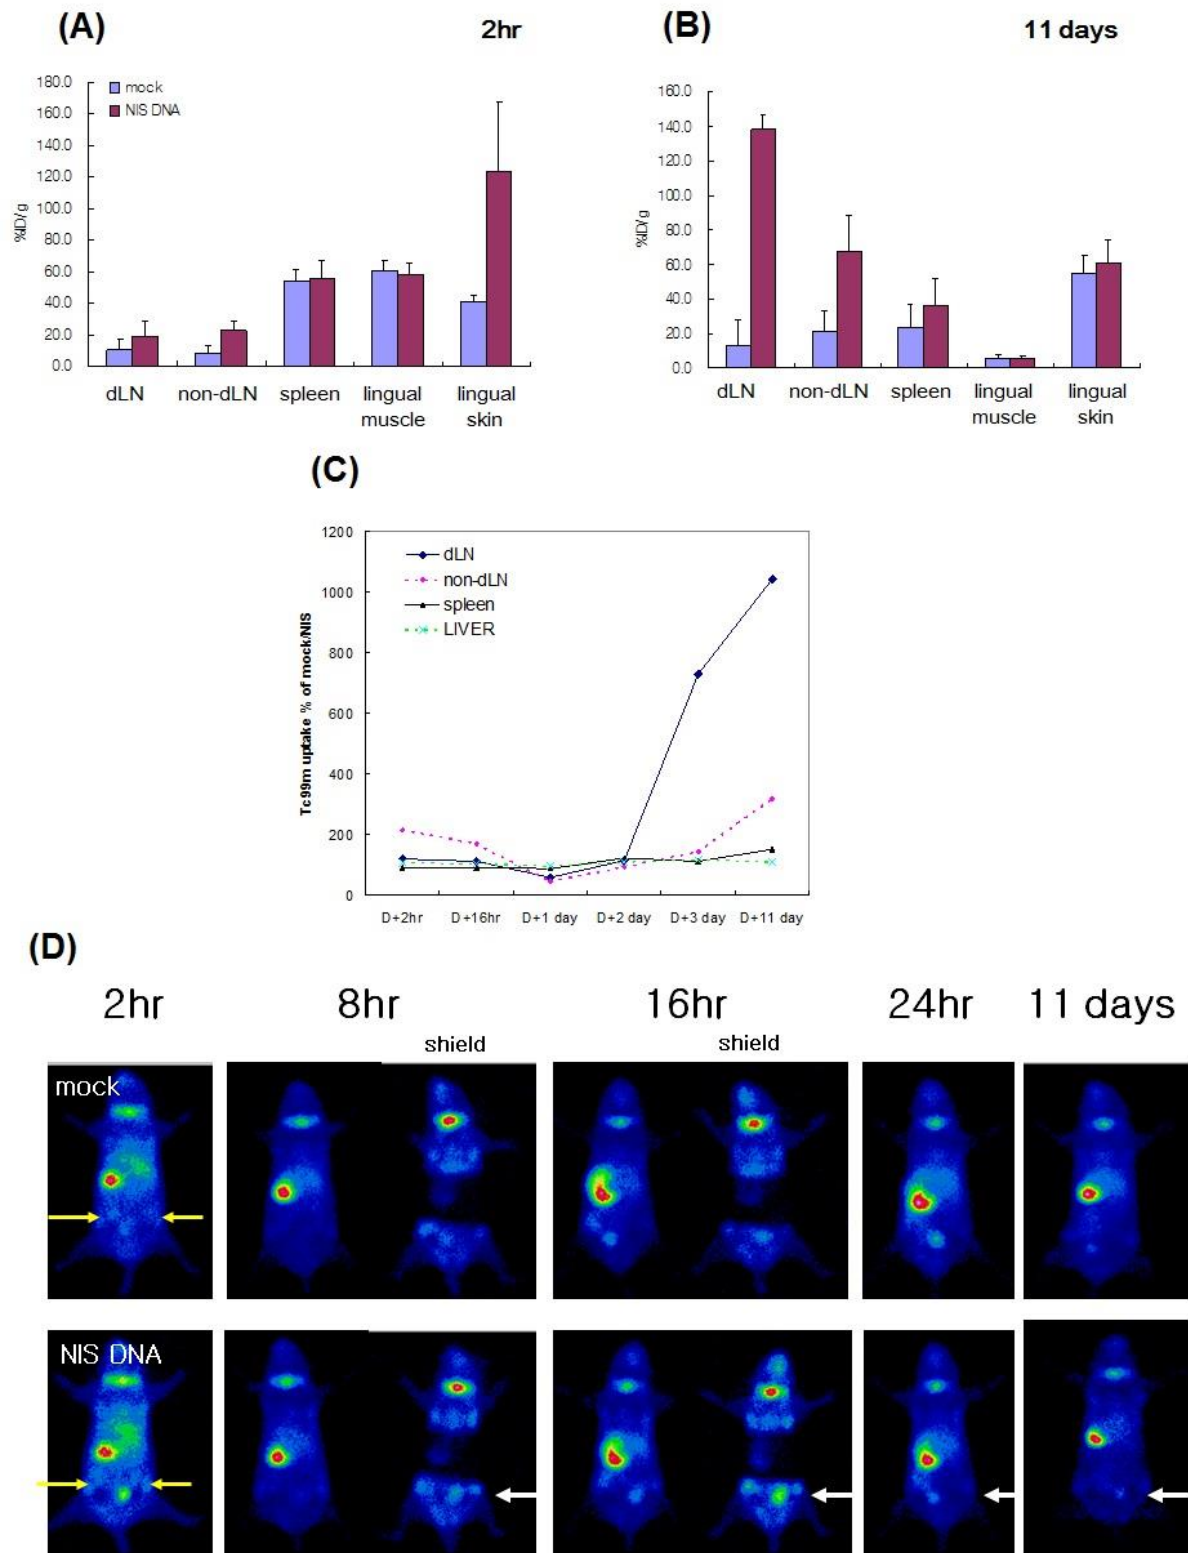 (A)
2hr
180.0
160.0
140.0
120.0
100.0
80.0
60.0
40.0
20.0
0.0
%ID/g
mock
NIS DNA
dLN non-dLN spleen lingual muscle lingual skin
(B)
11 days
160.0
140.0
120.0
100.0
80.0
60.0
40.0
20.0
0.0
%ID/g
dLN non-dLN spleen lingual muscle lingual skin
(C)
1200
1000
800
600
400
200
0
Tc99m uptake % of mock/NIS
dLN
non-dLN
spleen
LIVER
D+2hr D+16hr D+1 day D+2 day D+3 day D+11 day
(D)
2hr 8hr 16hr 24hr 11 days
shield shield
mock
NIS DNA